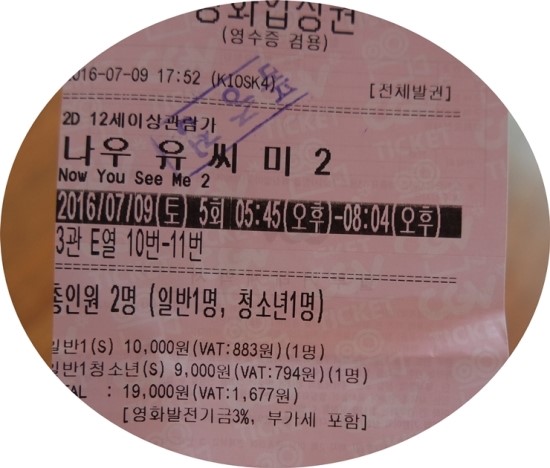 영화입장권
(영수증 겸용)
2016-07-09 17:52 (KIOSK4)
[전체발권]
2D 12세이상관람가
나우 유 씨 미 2
Now You See Me 2
2016/07/09(토) 5회 05:45(오후)-08:04(오후)
3관 E열 10번-11번
총인원 2명 (일반1명, 청소년1명)
일반1(S) 10,000원(VAT:883원)(1명)
일반1청소년(S) 9,000원(VAT:794원)(1명)
TOTAL : 19,000원(VAT:1,677원)
[영화발전기금3%, 부가세 포함]